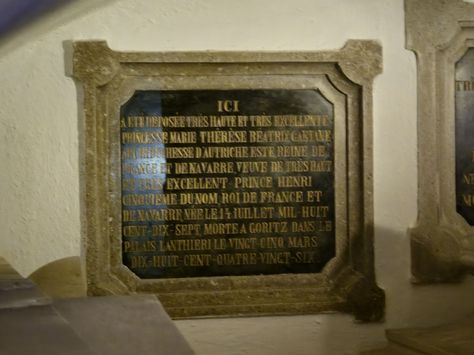 ICI
A ÉTÉ DÉPOSÉE TRÈS HAUTE ET TRÈS EXCELLENTE
PRINCESSE MARIE THÉRÈSE BÉATRIX GAETANE
ARCHIDUCHESSE D'AUTRICHE ESTE REINE DE
FRANCE ET DE NAVARRE, VEUVE DE TRÈS HAUT
ET TRÈS EXCELLENT PRINCE HENRI
CINQUIÈME DU NOM, ROI DE FRANCE ET
DE NAVARRE NÉE LE 14 JUILLET MIL HUIT
CENT-DIX-SEPT, MORTE A GORITZ DANS LE
PALAIS LANTHIERI LE VINGT CINQ MARS
DIX-HUIT-CENT-QUATRE-VINGT-SIX